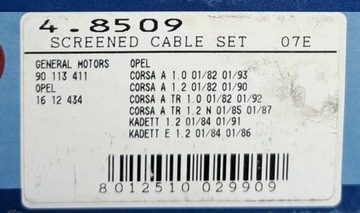 4.8509
SCREENED CABLE SET 07E
GENERAL MOTORS
90 113 411
OPEL
16 12 434
OPEL
CORSA A 1.0 01/82 01/93
CORSA A 1.2 01/82 01/90
CORSA A TR 1.0 01/82 01/92
CORSA A TR 1.2 N 01/85 01/87
KADETT 1.2 01/84 01/91
KADETT E 1.2 01/84 01/86
8012510 029909